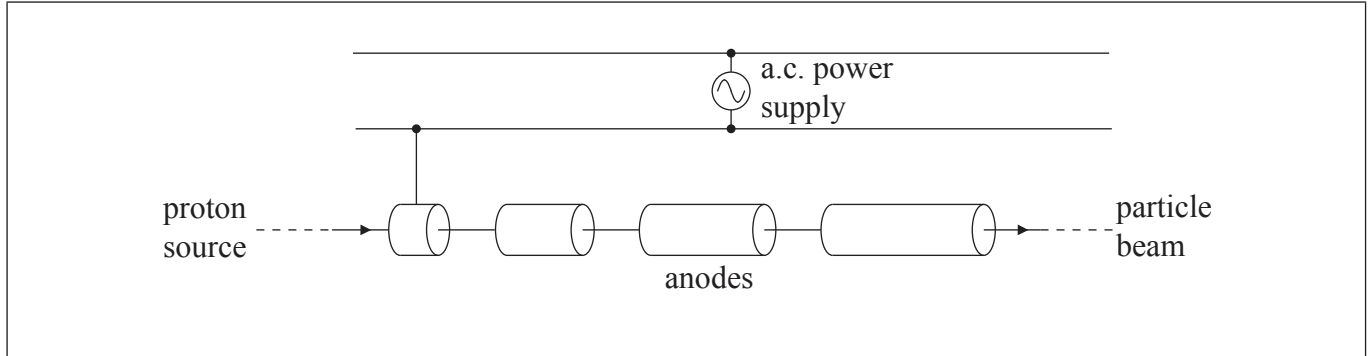 a.c. power
supply
proton
source
particle
beam
anodes